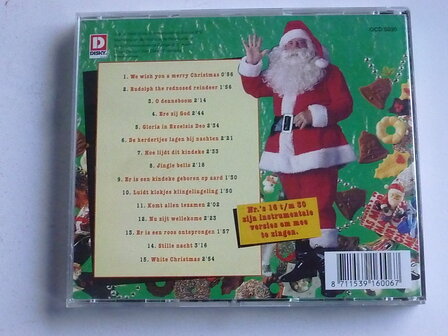 DISKY.
DCD 5295
1. We wish you a merry Christmas 0'56
2. Rudolph the rednosed reindeer 1'56
3. O denneboom 2'14
4. Ere zij God 2'44
5. Gloria in Excelsis Deo 2'34
6. De herdertjes lagen bij nachten 2'21
7. Hoe lijdt dit kindeke 2'33
8. Jingle bells 2'18
9. Er is een kindeke geboren op aard 1'30
10. Luidt klokjes klingelingeling 1'50
11. Komt allen tezamen 2'02
12. Nu zijt wellekome 2'23
13. Er is een roos ontsprongen 1'57
14. Stille nacht 3'16
15. White Christmas 2'54
Nr.'s 16 t/m 30
zijn instrumentale
versies om mee
te zingen.
8 711539 160067